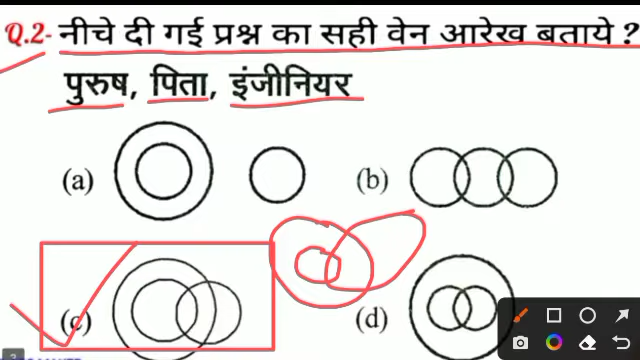 Q.2- नीचे दी गई प्रश्न का सही वेन आरेख बताये ?
पुरुष, पिता, इंजीनियर
(a) (b)
(c) (d)